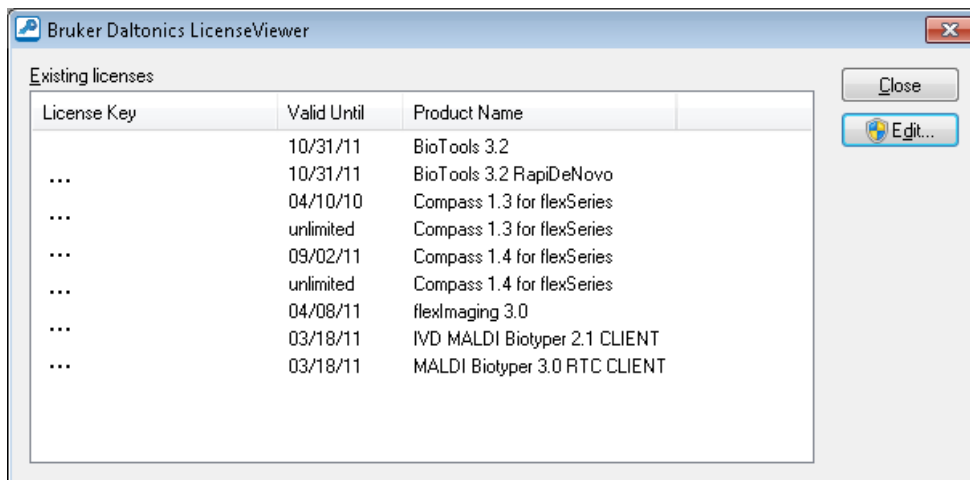 Bruker Daltonics LicenseViewer
Existing licenses
Close
License Key Valid Until Product Name
Edit...
10/31/11 BioTools 3.2
... 10/31/11 BioTools 3.2 RapiDeNovo
04/10/10 Compass 1.3 for flexSeries
... unlimited Compass 1.3 for flexSeries
... 09/02/11 Compass 1.4 for flexSeries
... unlimited Compass 1.4 for flexSeries
04/08/11 flexImaging 3.0
... 03/18/11 IVD MALDI Biotyper 2.1 CLIENT
... 03/18/11 MALDI Biotyper 3.0 RTC CLIENT